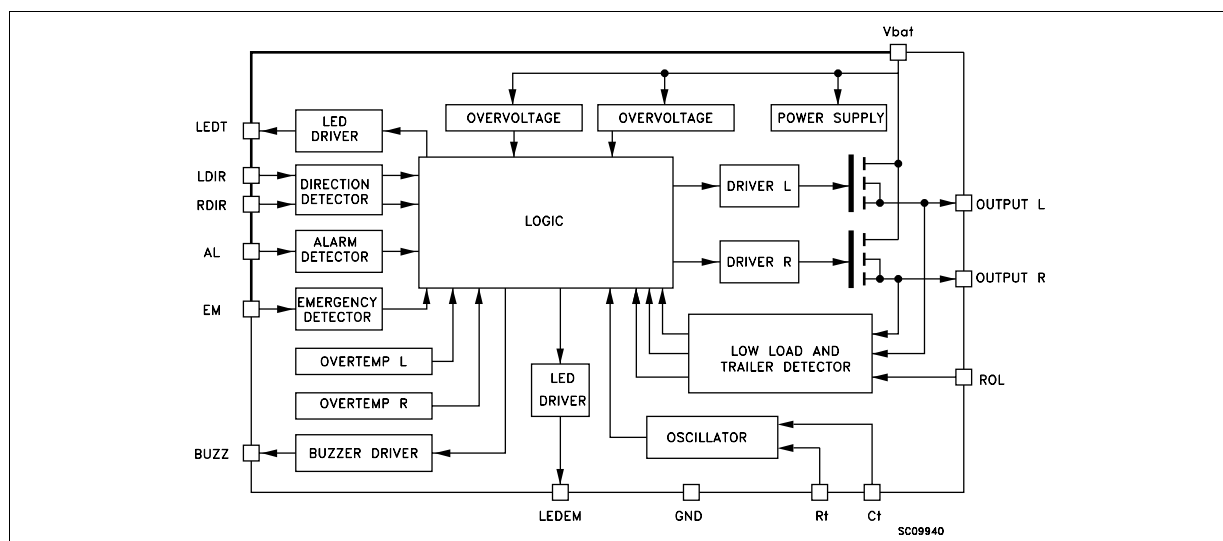 Vbat
OVERVOLTAGE
OVERVOLTAGE
POWER SUPPLY
LEDT
LED
DRIVER
LDIR
RDIR
DIRECTION
DETECTOR
AL
ALARM
DETECTOR
EM
EMERGENCY
DETECTOR
LOGIC
DRIVER L
DRIVER R
OUTPUT L
OUTPUT R
OVERTEMP L
OVERTEMP R
LED
DRIVER
LOW LOAD AND
TRAILER DETECTOR
ROL
BUZZ
BUZZER DRIVER
OSCILLATOR
LEDEM
GND
Rt
Ct
SC09940